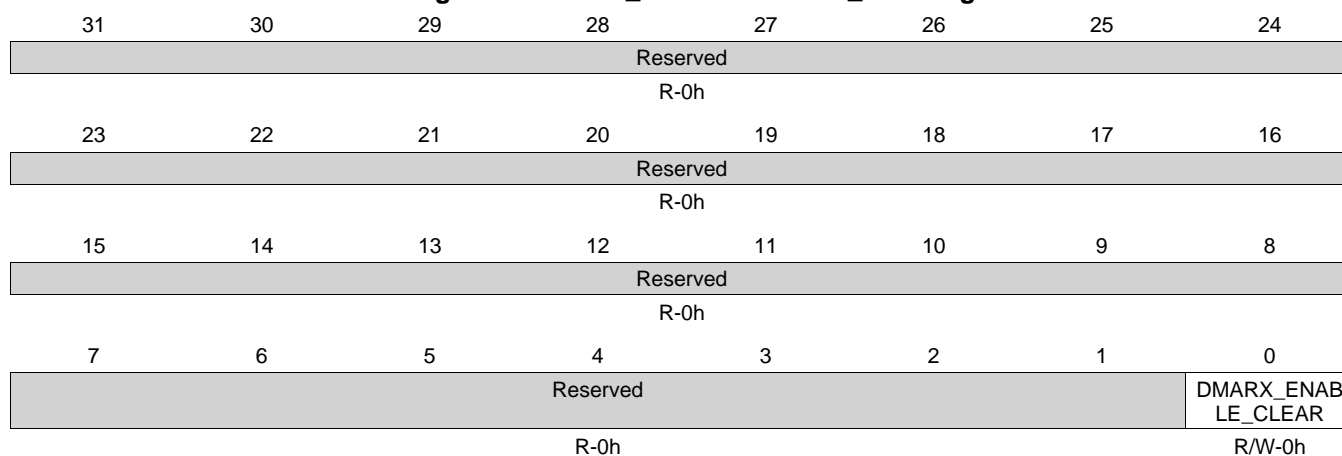 31 30 29 28 27 26 25 24
Reserved
R-0h
23 22 21 20 19 18 17 16
Reserved
R-0h
15 14 13 12 11 10 9 8
Reserved
R-0h
7 6 5 4 3 2 1 0
Reserved DMARX_ENAB
LE_CLEAR
R-0h R/W-0h